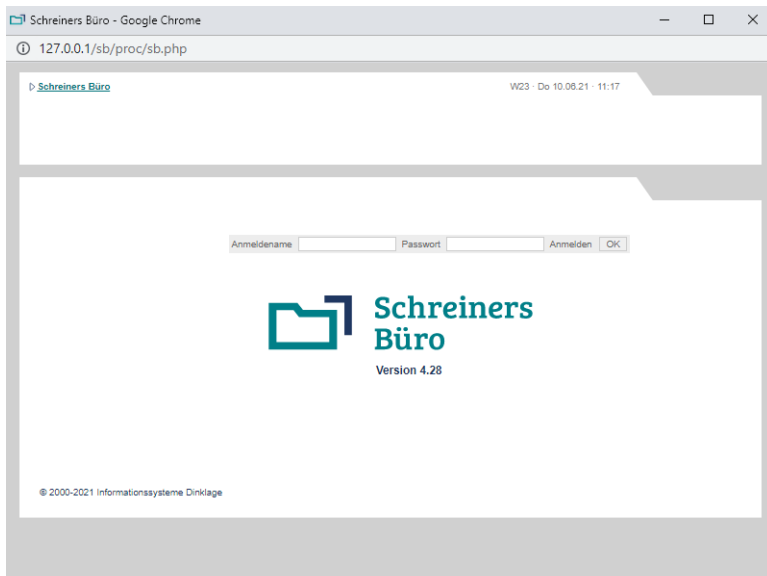 Schreiners Büro - Google Chrome
127.0.0.1/sb/proc/sb.php
Schreiners Büro
W23 · Do 10.06.21 · 11:17
Anmeldename Passwort Anmelden OK
Schreiners
Büro
Version 4.28
© 2000-2021 Informationssysteme Dinklage